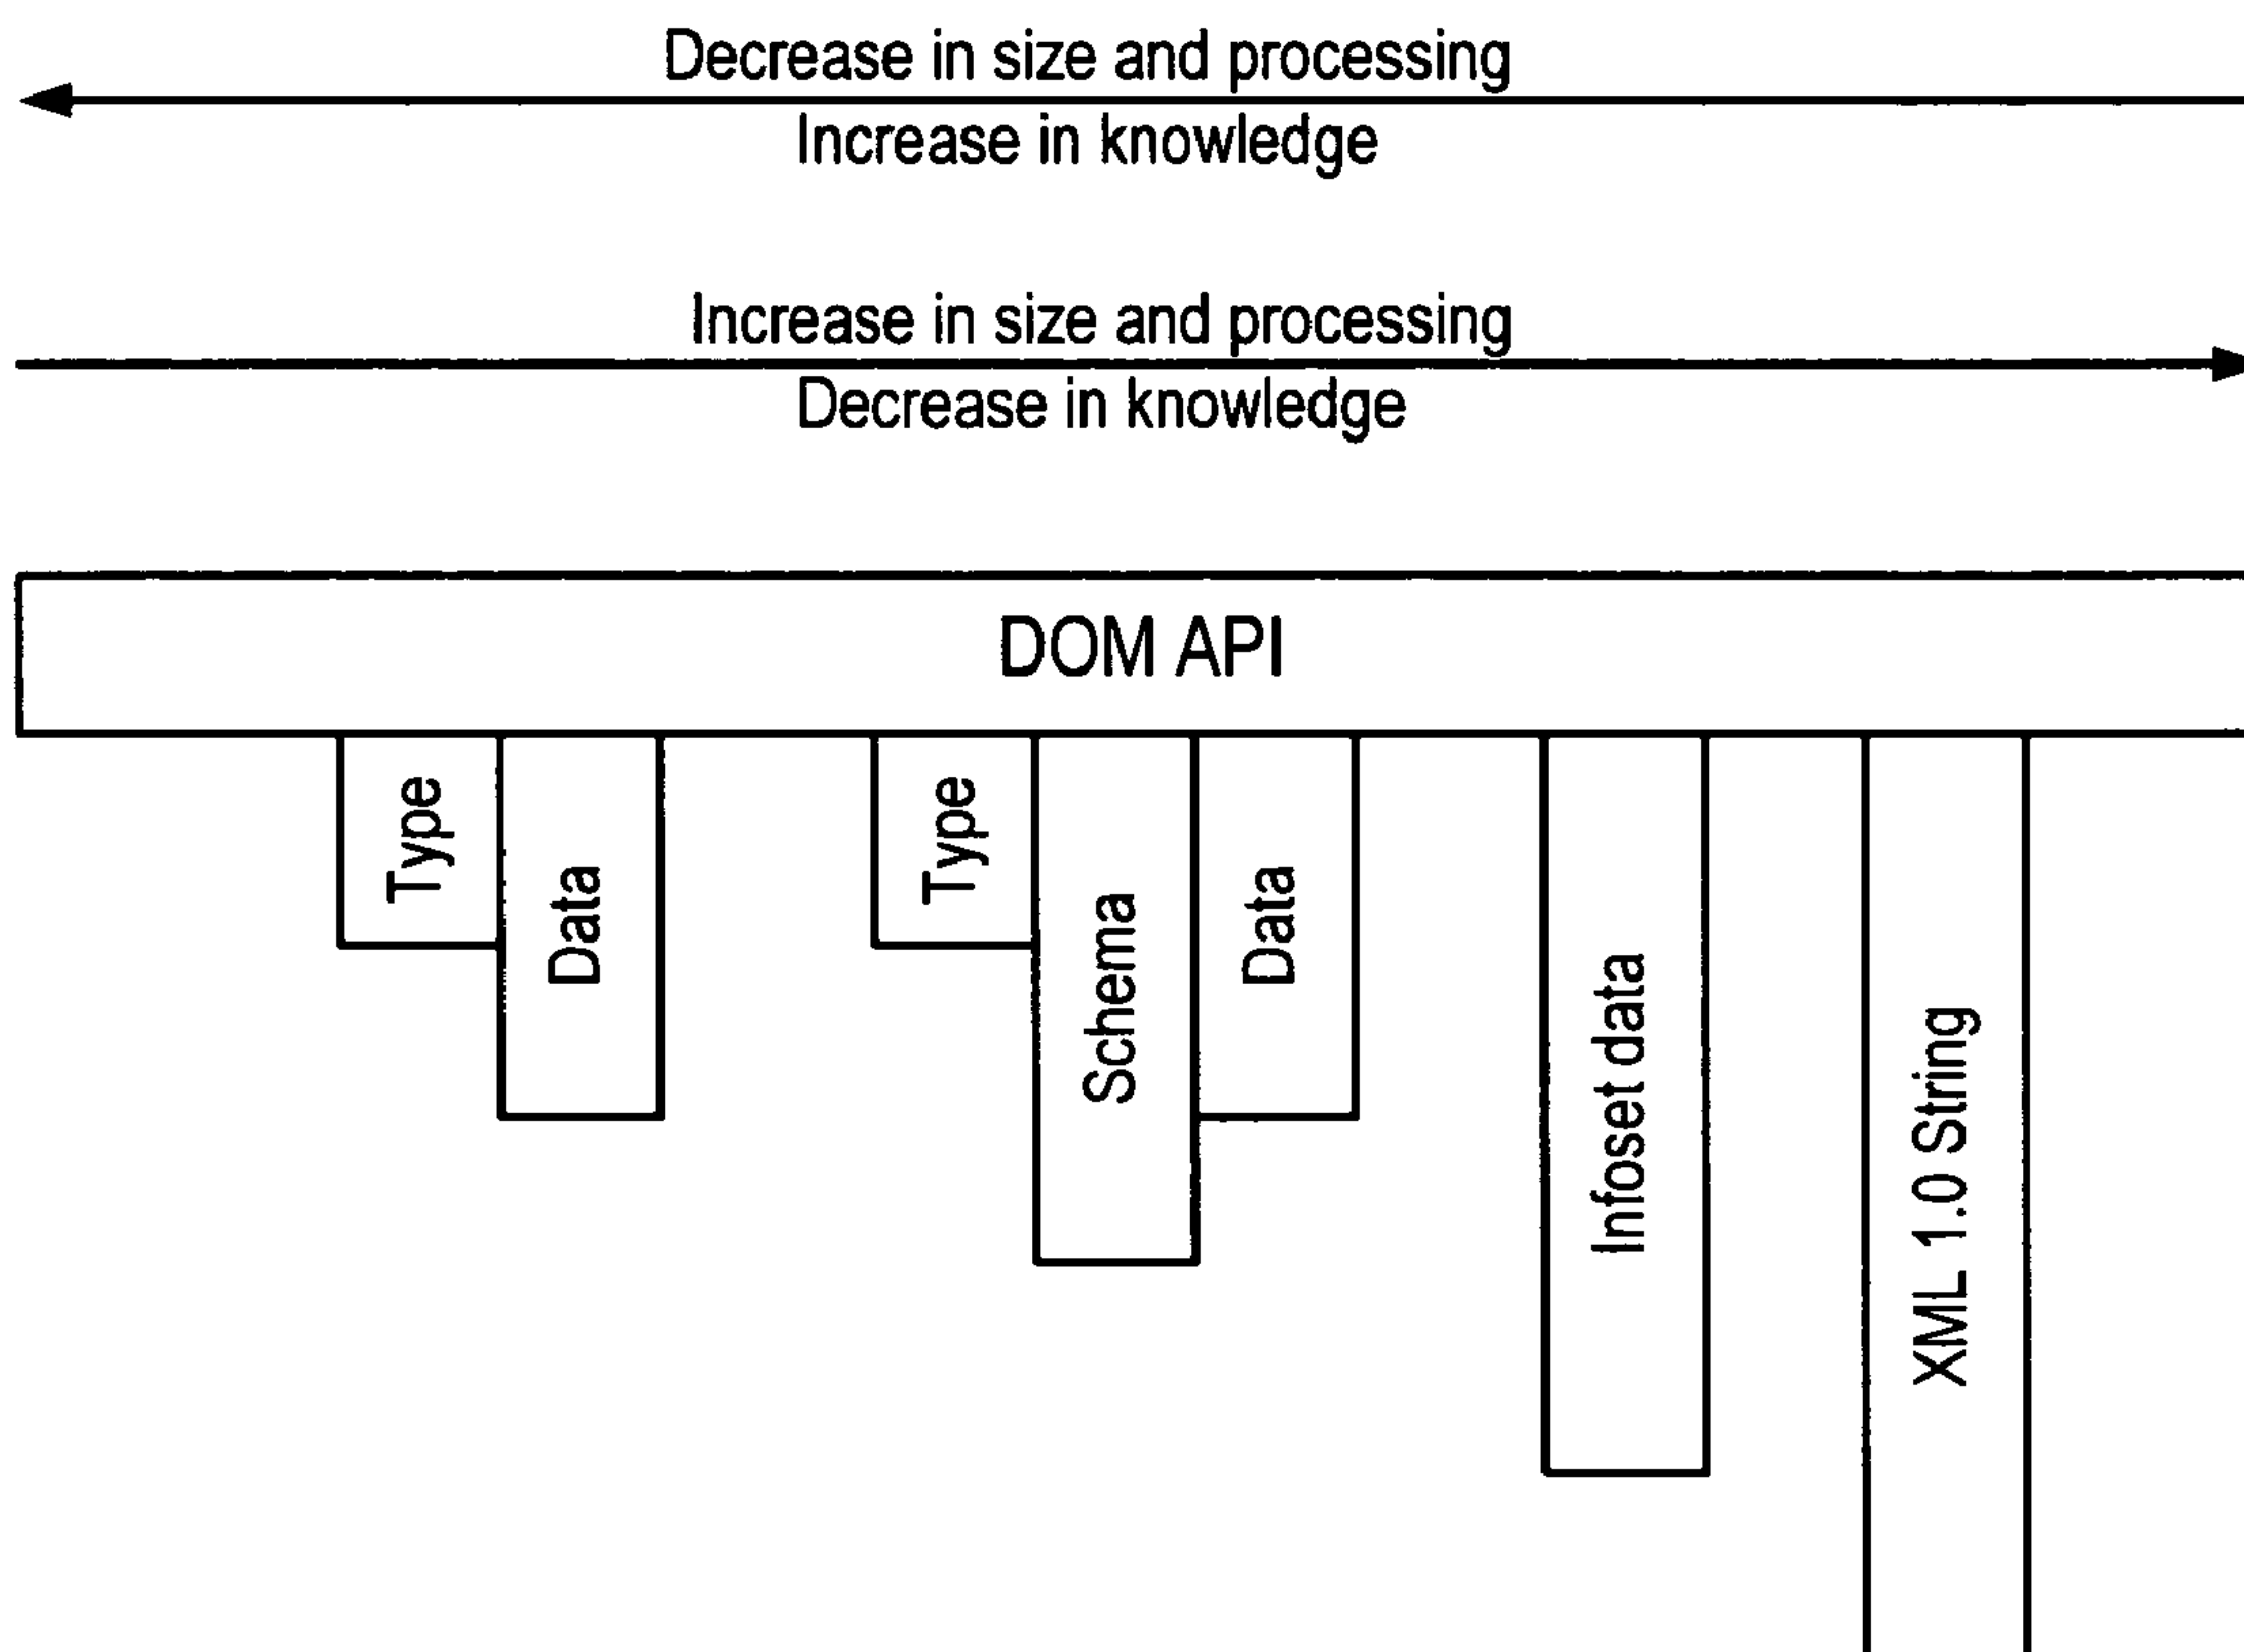 Decrease in size and processing
Increase in knowledge
Increase in size and processing
Decrease in knowledge
DOM API
Type
Data
Type
Schema
Data
Infoset data
XML 1.0 String